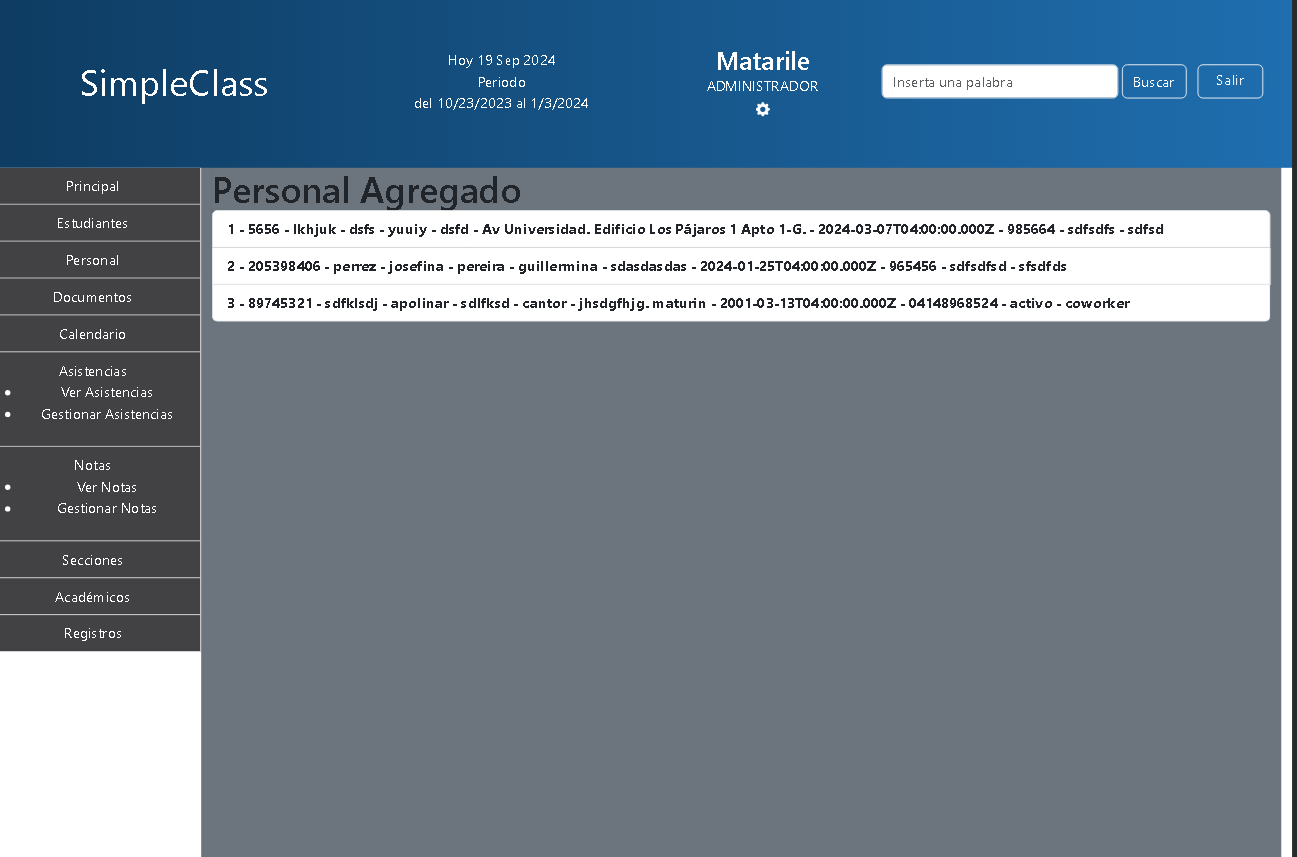 SimpleClass
Hoy 19 Sep 2024
Periodo
del 10/23/2023 al 1/3/2024
Matarile
ADMINISTRADOR
Inserta una palabra
Buscar
Salir
Principal
Estudiantes
Personal
Documentos
Calendario
Asistencias
Ver Asistencias
Gestionar Asistencias
Notas
Ver Notas
Gestionar Notas
Secciones
Académicos
Registros
Personal Agregado
1 - 5656 - lkhjuk - dsfs - yuuiy - dsfd - Av Universidad. Edificio Los Pájaros 1 Apto 1-G. - 2024-03-07T04:00:00.000Z - 985664 - sdfsdfs - sdfsd
2 - 205398406 - perrez - josefina - pereira - guillermina - sdasdasdas - 2024-01-25T04:00:00.000Z - 965456 - sdfsdfsd - sfsdfds
3 - 89745321 - sdfklsdj - apolinar - sdlfksd - cantor - jhsdgfhjg. maturin - 2001-03-13T04:00:00.000Z - 04148968524 - activo - coworker